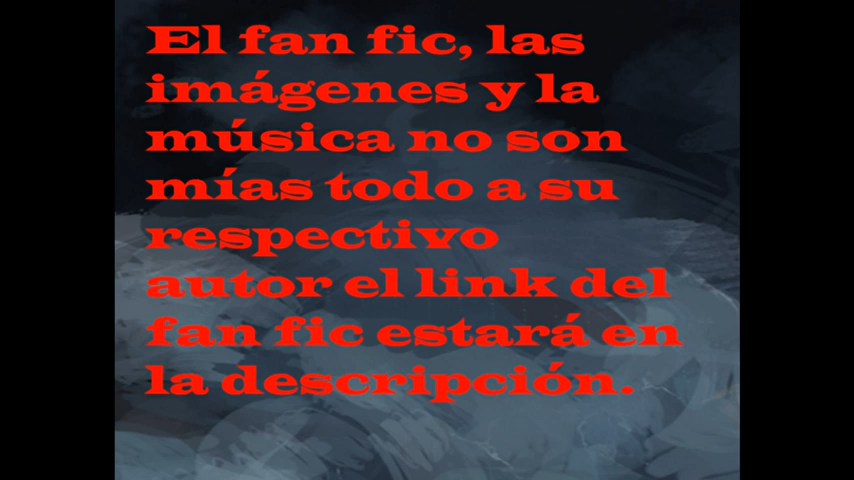 El fan fic, las
imágenes y la
música no son
mías todo a su
respectivo
autor el link del
fan fic estará en
la descripción.